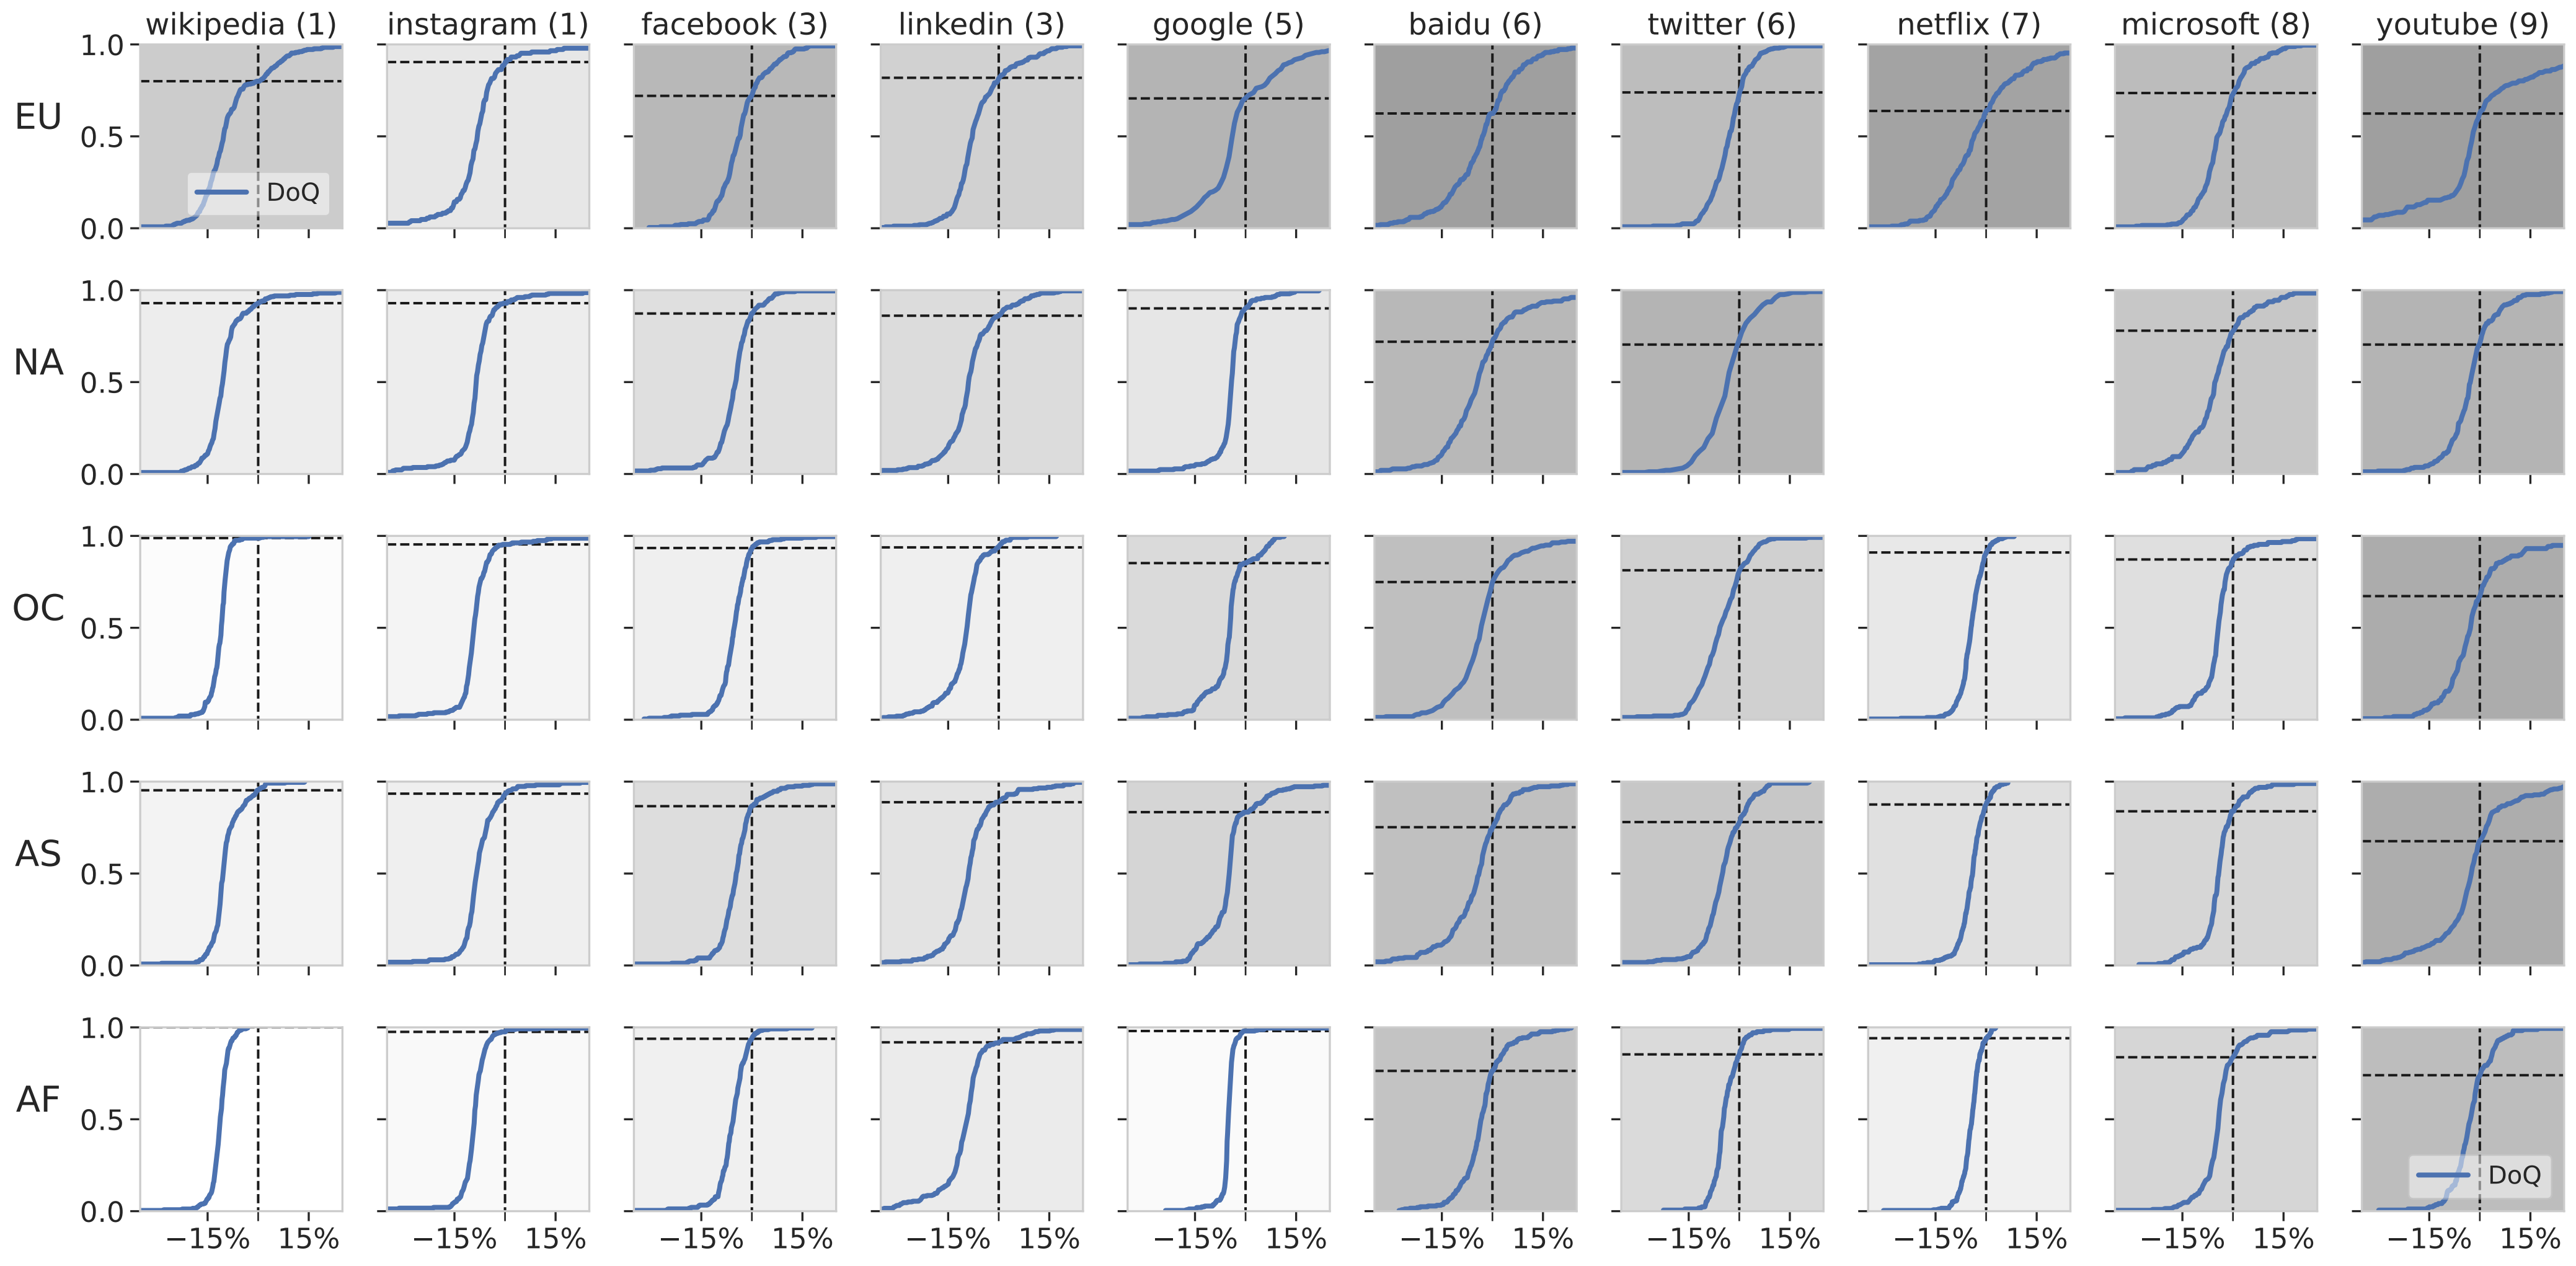 wikipedia (1) instagram (1) facebook (3) linkedin (3) google (5) baidu (6) twitter (6) netflix (7) microsoft (8) youtube (9)
EU
1.0
0.5
0.0
DoQ
NA
1.0
0.5
0.0
OC
1.0
0.5
0.0
AS
1.0
0.5
0.0
AF
1.0
0.5
0.0
DoQ
−15% 15% −15% 15% −15% 15% −15% 15% −15% 15% −15% 15% −15% 15% −15% 15% −15% 15% −15% 15%